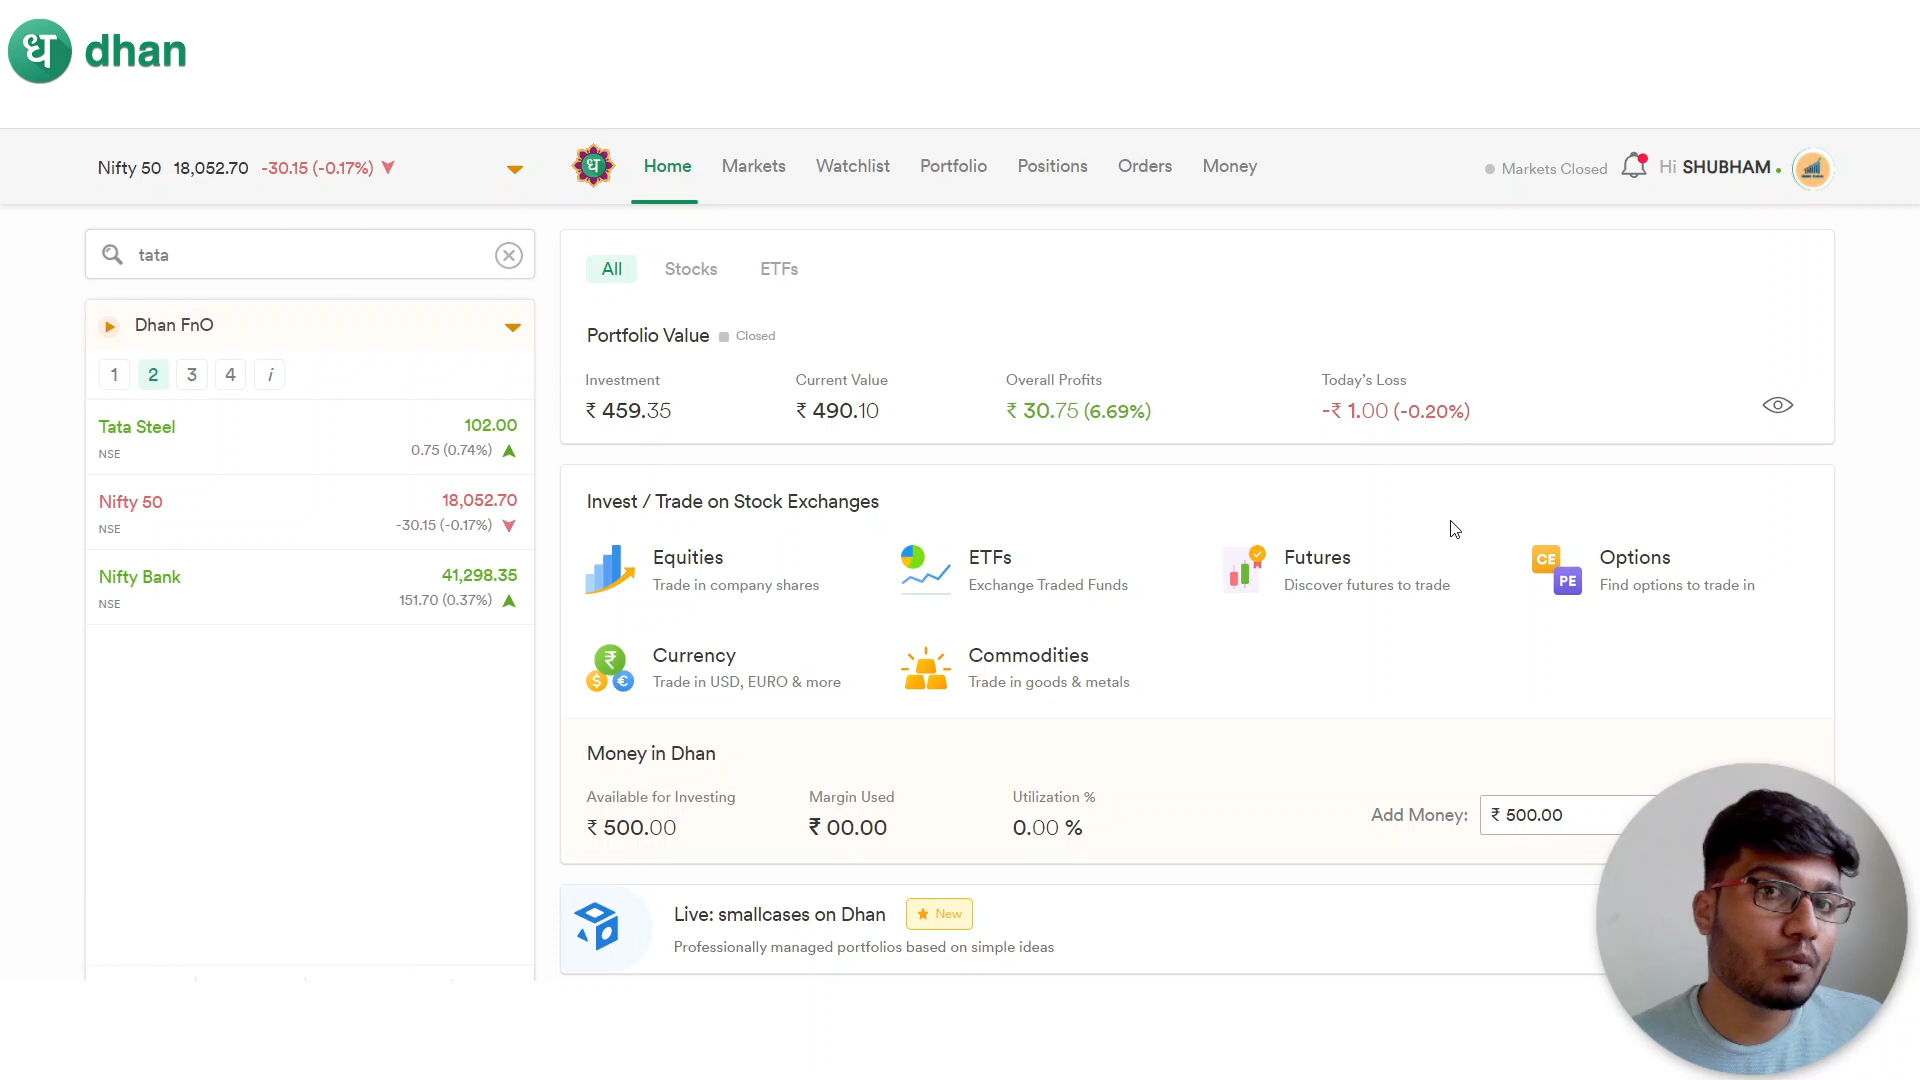 ध dhan
Nifty 50 18,052.70 -30.15 (-0.17%)
ध Home Markets Watchlist Portfolio Positions Orders Money
Markets Closed Hi SHUBHAM
tata
Dhan FnO
1 2 3 4 i
Tata Steel 102.00
NSE 0.75 (0.74%)
Nifty 50 18,052.70
NSE -30.15 (-0.17%)
Nifty Bank 41,298.35
NSE 151.70 (0.37%)
All Stocks ETFs
Portfolio Value Closed
Investment Current Value Overall Profits Today's Loss
₹ 459.35 ₹ 490.10 ₹ 30.75 (6.69%) -₹ 1.00 (-0.20%)
Invest / Trade on Stock Exchanges
Equities
Trade in company shares
ETFs
Exchange Traded Funds
Futures
Discover futures to trade
CE PE
Options
Find options to trade in
₹ $ €
Currency
Trade in USD, EURO & more
Commodities
Trade in goods & metals
Money in Dhan
Available for Investing Margin Used Utilization %
₹ 500.00 ₹ 00.00 0.00 %
Add Money: ₹ 500.00
Live: smallcases on Dhan New
Professionally managed portfolios based on simple ideas